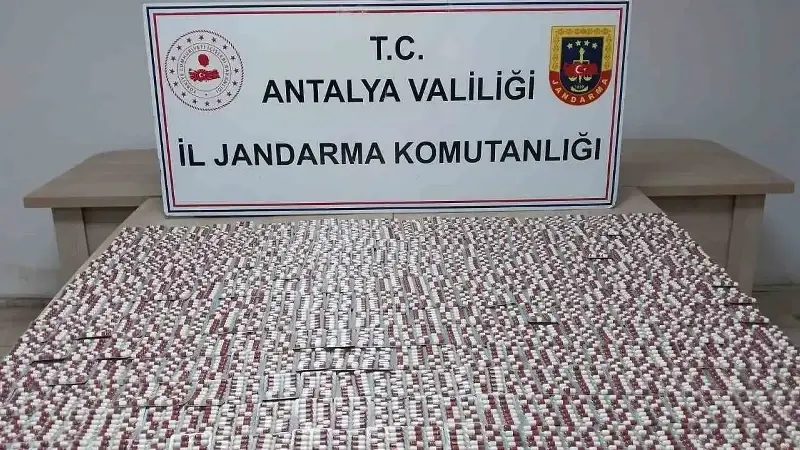 T.C.
ANTALYA VALİLİĞİ
İL JANDARMA KOMUTANLIĞI
JANDARMA